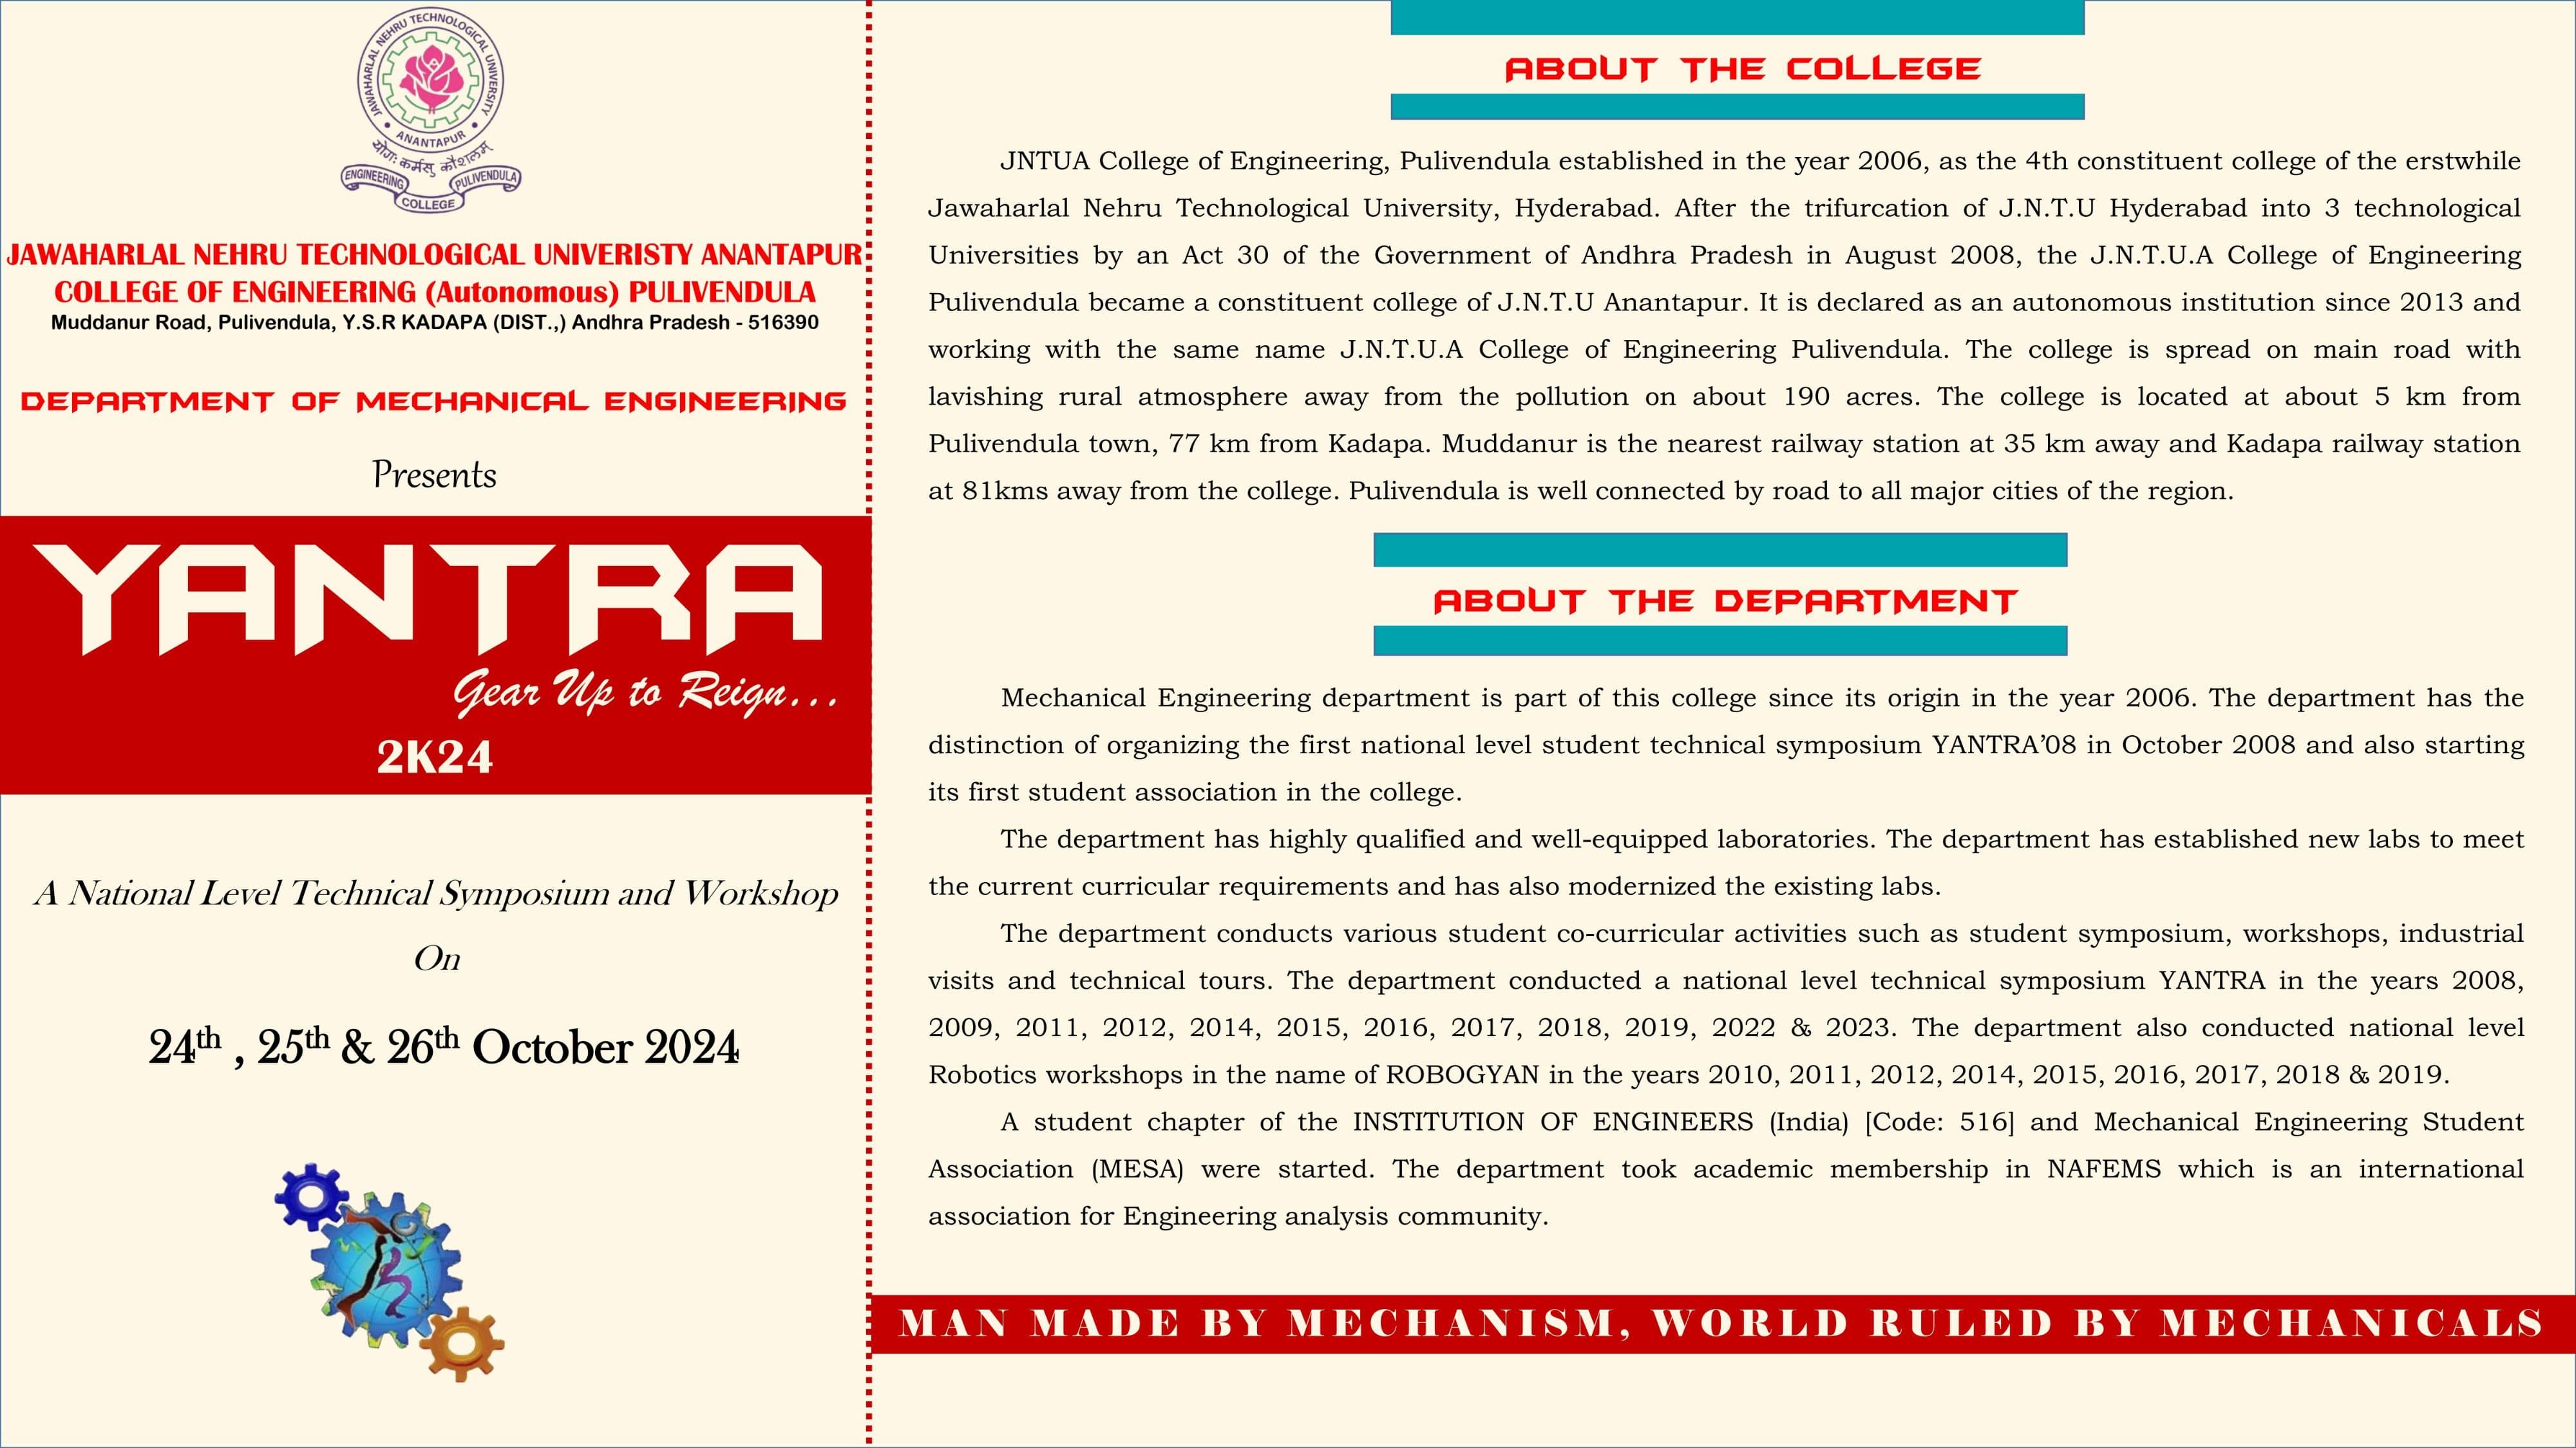 JAWAHARLAL NEHRU TECHNOLOGICAL UNIVERSITY
ANANTAPUR
योगः कर्मसु कौशलम्
ENGINEERING COLLEGE PULIVENDULA
JAWAHARLAL NEHRU TECHNOLOGICAL UNIVERISTY ANANTAPUR
COLLEGE OF ENGINEERING (Autonomous) PULIVENDULA
Muddanur Road, Pulivendula, Y.S.R KADAPA (DIST.,) Andhra Pradesh - 516390
DEPARTMENT OF MECHANICAL ENGINEERING
Presents
YANTRA
Gear Up to Reign...
2K24
A National Level Technical Symposium and Workshop
On
24th , 25th & 26th October 2024
ABOUT THE COLLEGE
JNTUA College of Engineering, Pulivendula established in the year 2006, as the 4th constituent college of the erstwhile
Jawaharlal Nehru Technological University, Hyderabad. After the trifurcation of J.N.T.U Hyderabad into 3 technological
Universities by an Act 30 of the Government of Andhra Pradesh in August 2008, the J.N.T.U.A College of Engineering
Pulivendula became a constituent college of J.N.T.U Anantapur. It is declared as an autonomous institution since 2013 and
working with the same name J.N.T.U.A College of Engineering Pulivendula. The college is spread on main road with
lavishing rural atmosphere away from the pollution on about 190 acres. The college is located at about 5 km from
Pulivendula town, 77 km from Kadapa. Muddanur is the nearest railway station at 35 km away and Kadapa railway station
at 81kms away from the college. Pulivendula is well connected by road to all major cities of the region.
ABOUT THE DEPARTMENT
Mechanical Engineering department is part of this college since its origin in the year 2006. The department has the
distinction of organizing the first national level student technical symposium YANTRA’08 in October 2008 and also starting
its first student association in the college.
The department has highly qualified and well-equipped laboratories. The department has established new labs to meet
the current curricular requirements and has also modernized the existing labs.
The department conducts various student co-curricular activities such as student symposium, workshops, industrial
visits and technical tours. The department conducted a national level technical symposium YANTRA in the years 2008,
2009, 2011, 2012, 2014, 2015, 2016, 2017, 2018, 2019, 2022 & 2023. The department also conducted national level
Robotics workshops in the name of ROBOGYAN in the years 2010, 2011, 2012, 2014, 2015, 2016, 2017, 2018 & 2019.
A student chapter of the INSTITUTION OF ENGINEERS (India) [Code: 516] and Mechanical Engineering Student
Association (MESA) were started. The department took academic membership in NAFEMS which is an international
association for Engineering analysis community.
MAN MADE BY MECHANISM, WORLD RULED BY MECHANICALS